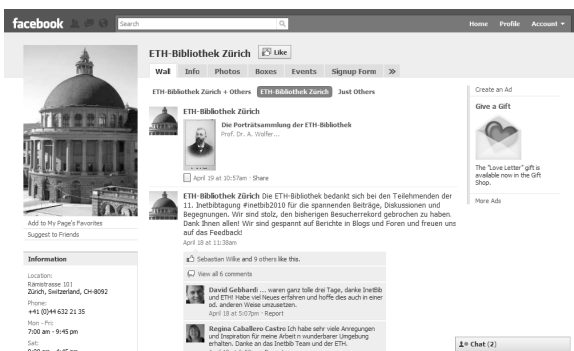 facebook
Search
Home Profile Account
ETH-Bibliothek Zürich Like
Wal Info Photos Boxes Events Signup Form »
ETH-Bibliothek Zürich + Others ETH-Bibliothek Zürich Just Others
ETH-Bibliothek Zürich
Die Porträtsammlung der ETH-Bibliothek
Prof. Dr. A. Wolfer...
April 19 at 10:57am · Share
ETH-Bibliothek Zürich Die ETH-Bibliothek bedankt sich bei den Teilnehmenden der
11. Inetbibtagung #inetbib2010 für die spannenden Beiträge, Diskussionen und
Begegnungen. Wir sind stolz, den bisherigen Besucherrekord gebrochen zu haben.
Dank Ihnen allen! Wir sind gespannt auf Berichte in Blogs und Foren und freuen uns
auf das Feedback!
April 18 at 11:38am
Sebastian Wilke and 9 others like this.
View all 6 comments
David Gebhardi ... waren ganz tolle drei Tage, danke InetBib
und ETH! Habe viel Neues erfahren und hoffe dies auch in einer
od. anderen Weise umzusetzen.
April 18 at 5:07pm · Report
Regina Caballero Castro Ich habe sehr viele Anregungen
und Inspiration für meine Arbeit n wunderbarer Umgebung
erhalten. Danke an das Inetbib Team und der ETH.
Add to My Page's Favorites
Suggest to Friends
Information
Location:
Rämistrasse 101
Zürich, Switzerland, CH-8092
Phone:
+41 (0)44 632 21 35
Mon - Fri:
7:00 am - 9:45 pm
Sat:
Create an Ad
Give a Gift
The "Love Letter" gift is
available now in the Gift
Shop.
More Ads
Chat (2)